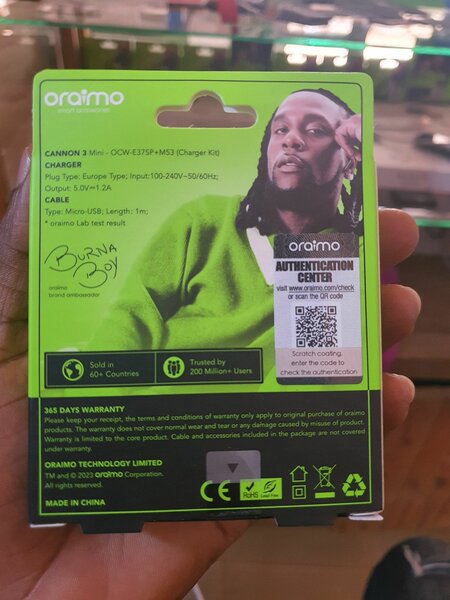 oraimo
smart accessories
CANNON 3 Mini - OCW-E37SP+M53 (Charger Kit)
CHARGER
Plug Type: Europe Type; Input:100-240V~50/60Hz;
Output: 5.0V⎓1.2A
CABLE
Type: Micro-USB; Length: 1m;
* oraimo Lab test result
BURNA
BOY
oraimo
brand ambassador
oraimo
AUTHENTICATION
CENTER
visit www.oraimo.com/check
or scan the QR code
Scratch coating,
enter the code to
check the authentication
Sold in
60+ Countries
Trusted by
200 Million+ Users
365 DAYS WARRANTY
Please keep your receipt, the terms and conditions of warranty only apply to original purchase of oraimo
products. The warranty does not cover normal wear and tear or any damage caused by misuse of product.
Warranty is limited to the core product. Cable and accessories included in the package are not covered
under warranty.
ORAIMO TECHNOLOGY LIMITED
TM and © 2023 oraimo Corporation.
All rights reserved.
MADE IN CHINA
CE
RoHS
Lead Free